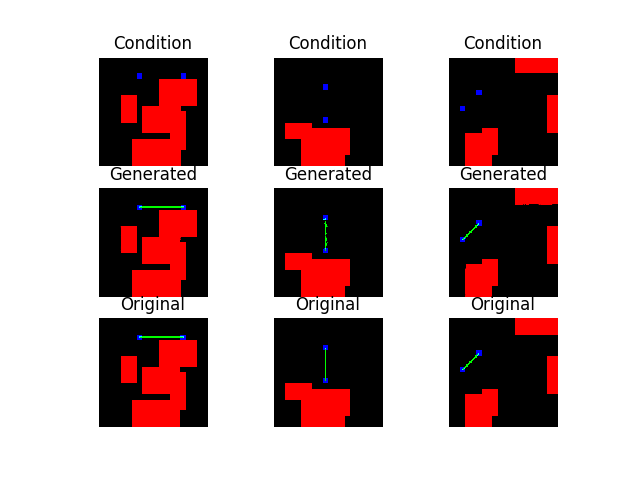 Condition Condition Condition
Generated Generated Generated
Original Original Original